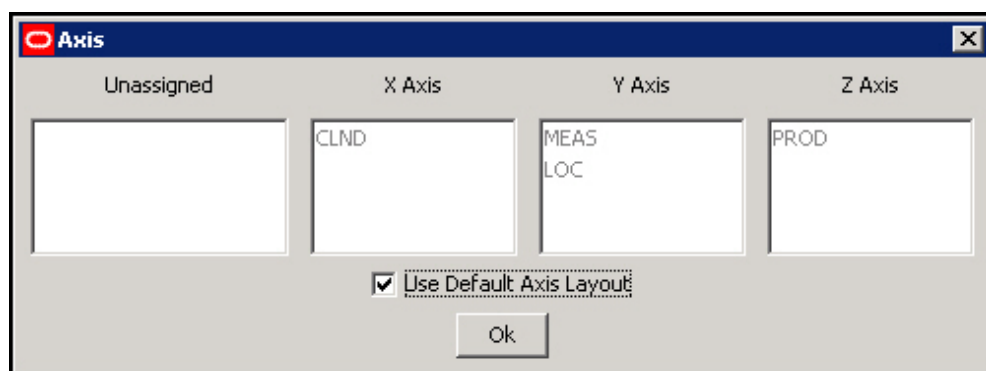 Axis
Unassigned X Axis Y Axis Z Axis
CLND MEAS PROD
LOC
Use Default Axis Layout
Ok